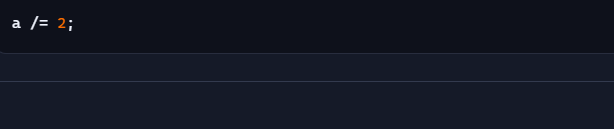 a /= 2;